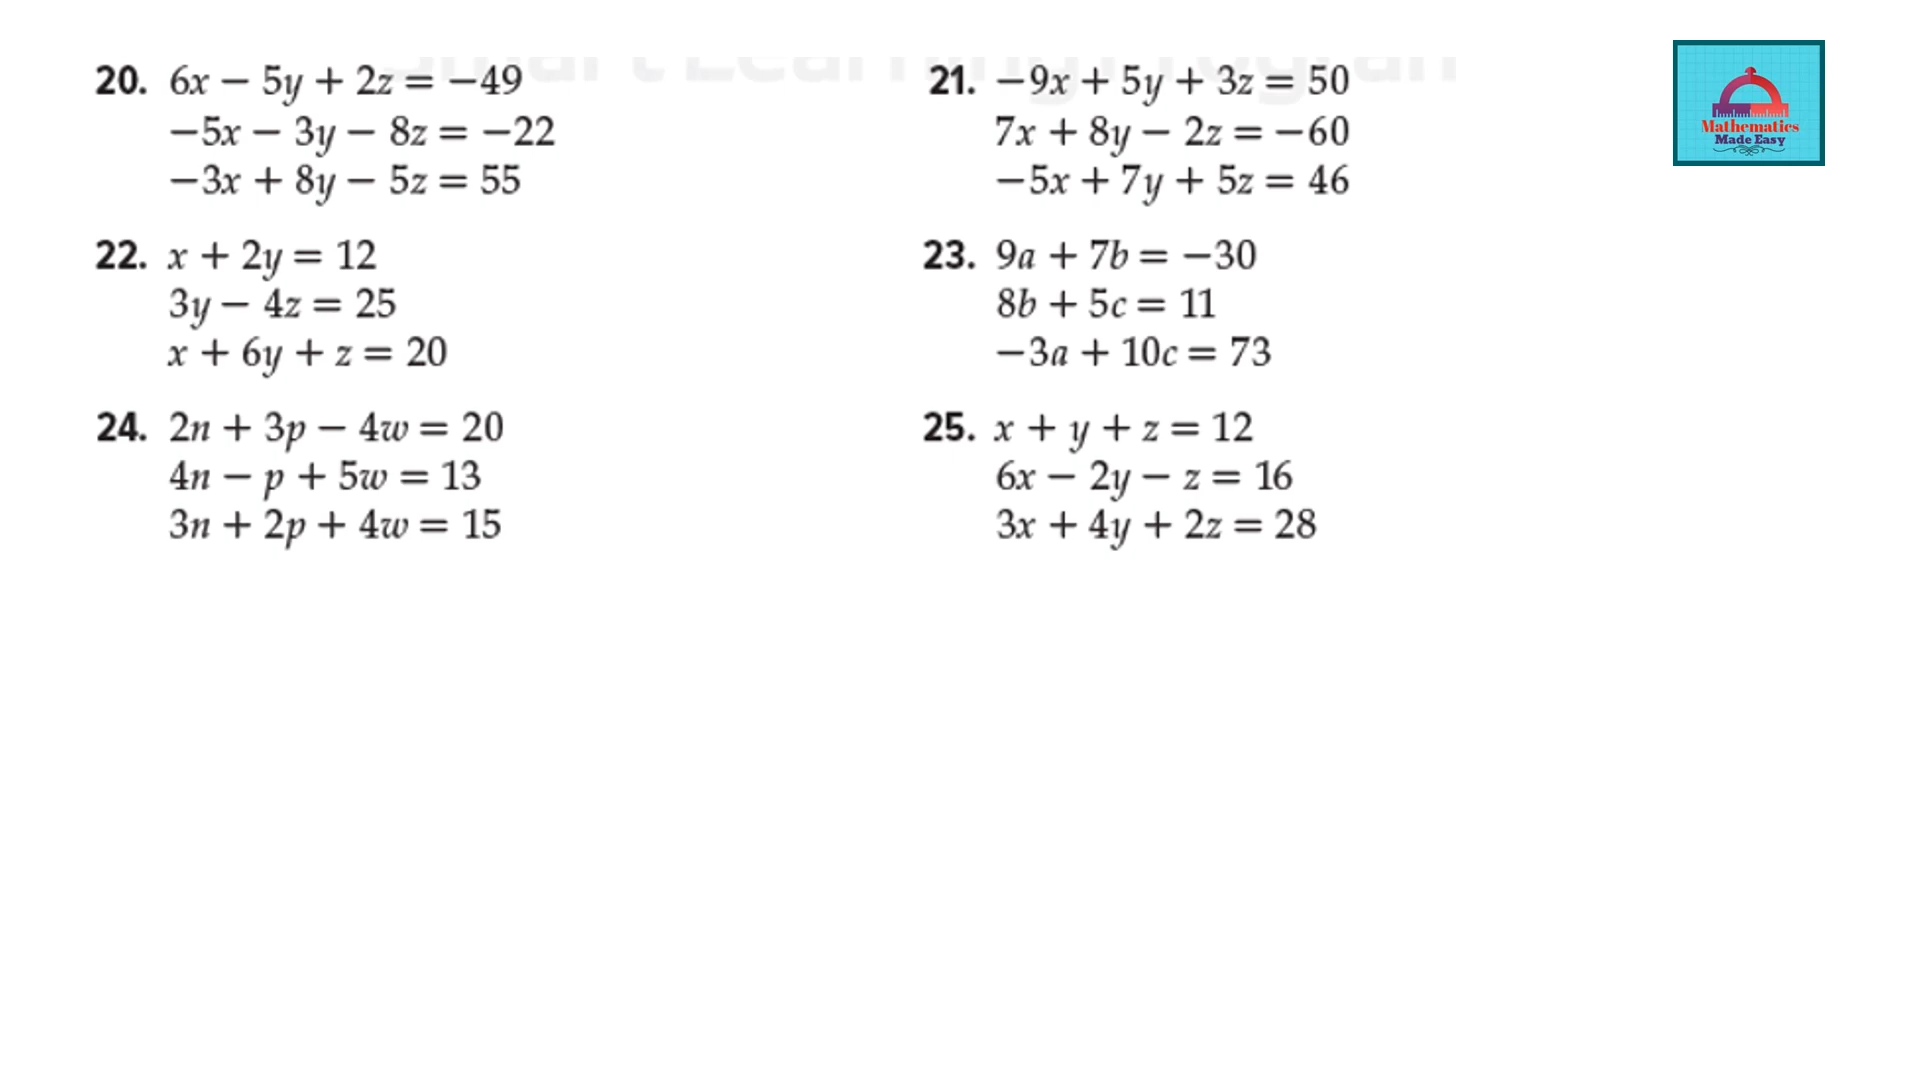 20. 6x − 5y + 2z = −49
−5x − 3y − 8z = −22
−3x + 8y − 5z = 55
21. −9x + 5y + 3z = 50
7x + 8y − 2z = −60
−5x + 7y + 5z = 46
22. x + 2y = 12
3y − 4z = 25
x + 6y + z = 20
23. 9a + 7b = −30
8b + 5c = 11
−3a + 10c = 73
24. 2n + 3p − 4w = 20
4n − p + 5w = 13
3n + 2p + 4w = 15
25. x + y + z = 12
6x − 2y − z = 16
3x + 4y + 2z = 28
Mathematics
Made Easy